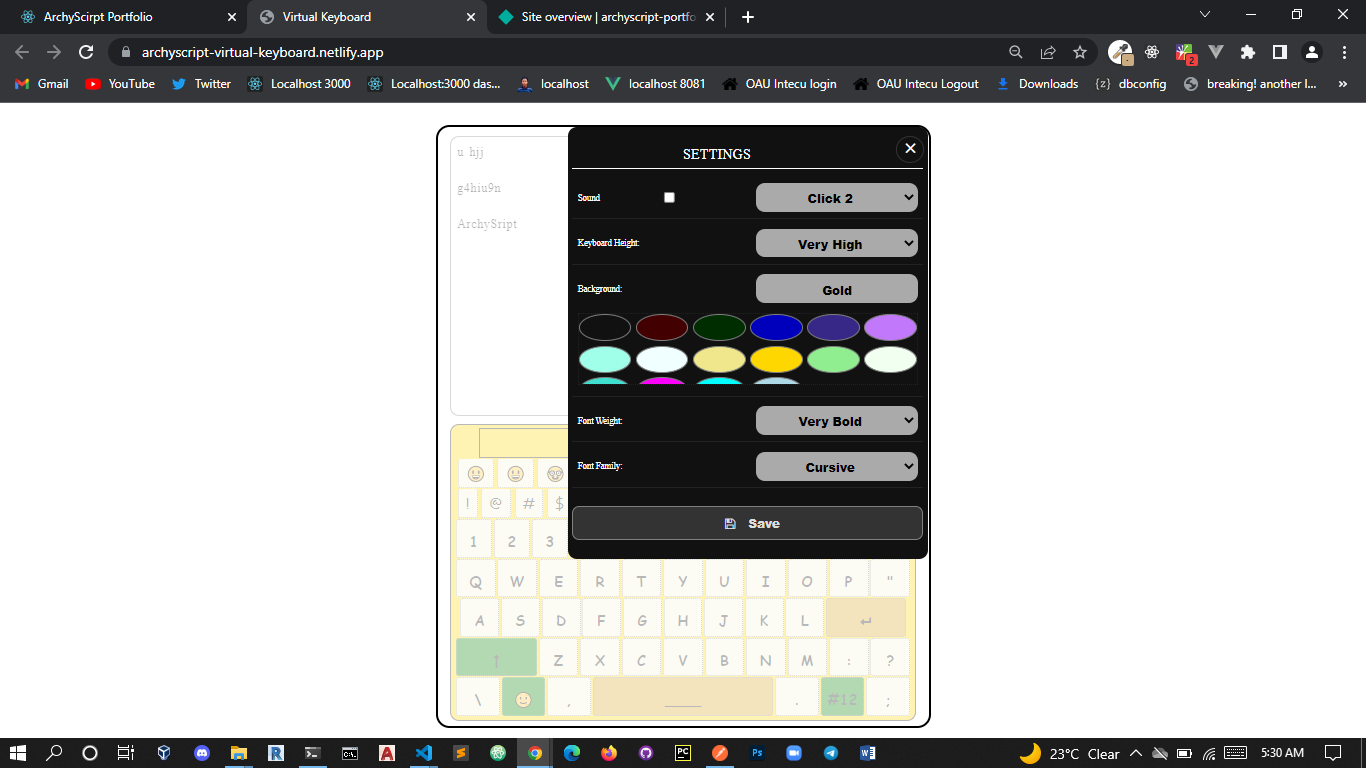 ArchyScirpt Portfolio
Virtual Keyboard
Site overview | archyscript-portfo
archyscript-virtual-keyboard.netlify.app
2
Gmail
YouTube
Twitter
Localhost 3000
Localhost:3000 das...
localhost
localhost 8081
OAU Intecu login
OAU Intecu Logout
Downloads
{z} dbconfig
breaking! another l...
»
u hjj
g4hiu9n
ArchySript
SETTINGS
Sound
Click 2
Keyboard Height:
Very High
Background:
Gold
Font Weight:
Very Bold
Font Family:
Cursive
Save
! @ # $
1 2 3
Q W E R T Y U I O P "
A S D F G H J K L ↵
↑ Z X C V B N M : ?
\ , _____ . #12 ;
23°C Clear
5:30 AM